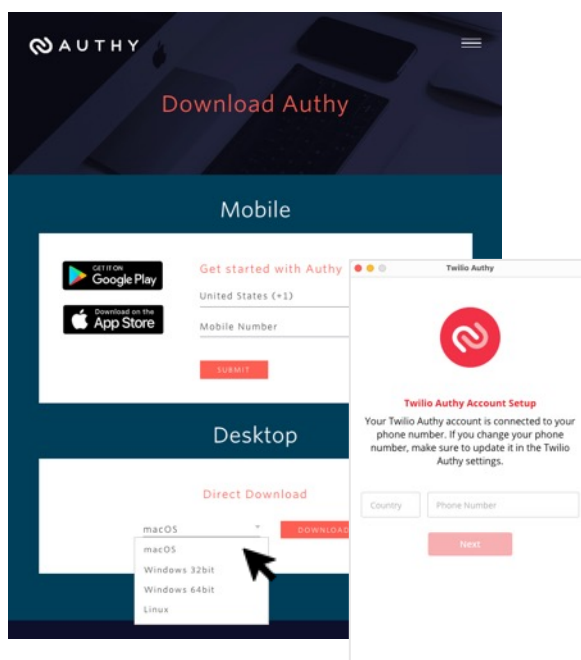 AUTHY
Download Authy
Mobile
GET IT ON
Google Play
Download on the
App Store
Get started with Authy
United States (+1)
Mobile Number
SUBMIT
Desktop
Direct Download
macOS
DOWNLOAD
macOS
Windows 32bit
Windows 64bit
Linux
Twilio Authy
Twilio Authy Account Setup
Your Twilio Authy account is connected to your
phone number. If you change your phone
number, make sure to update it in the Twilio
Authy settings.
Country
Phone Number
Next